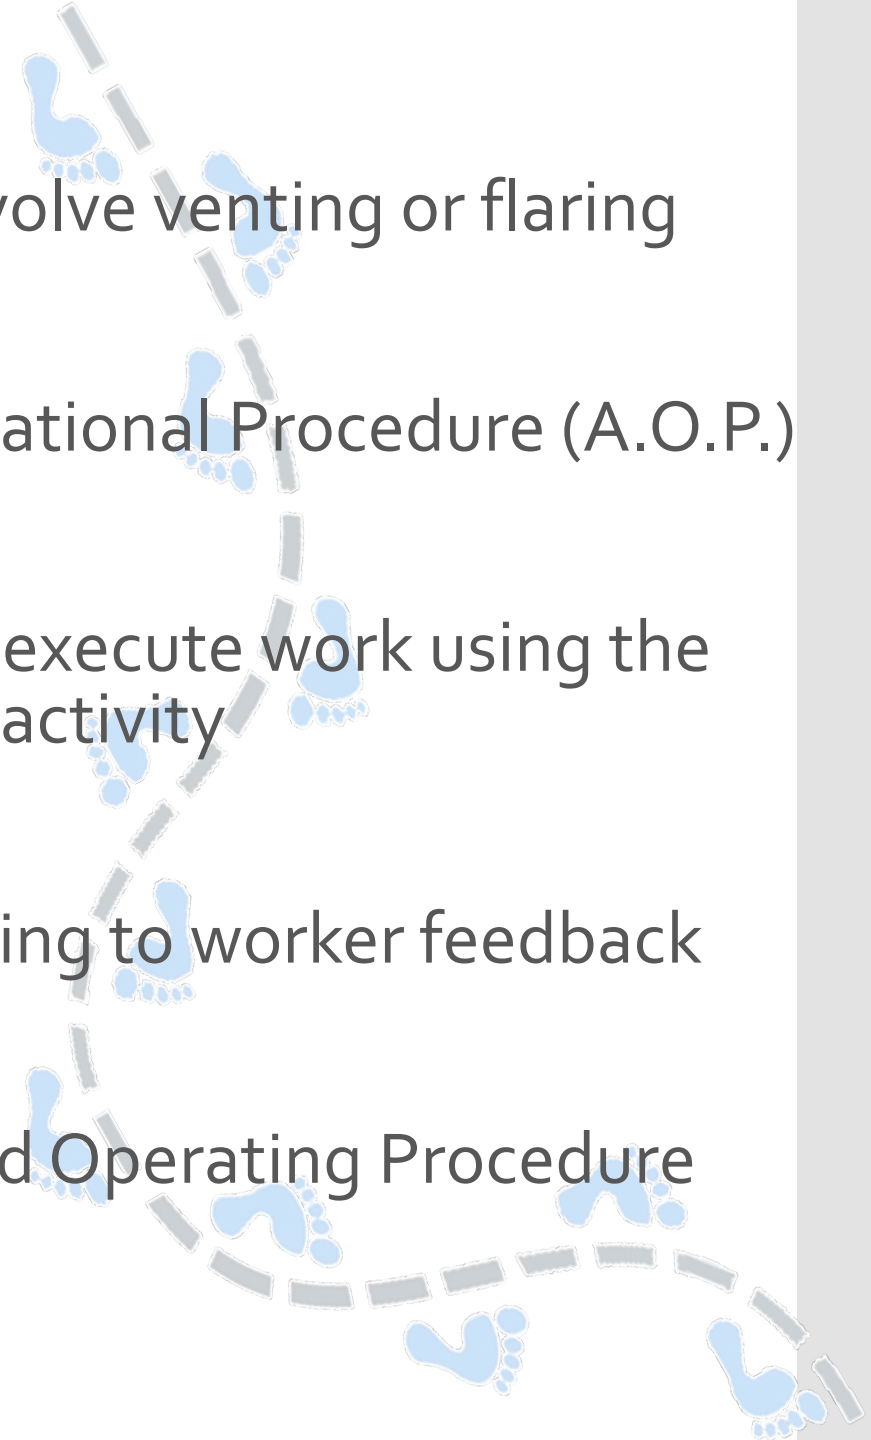 volve venting or flaring
ational Procedure (A.O.P.)
execute work using the
activity
ing to worker feedback
d Operating Procedure